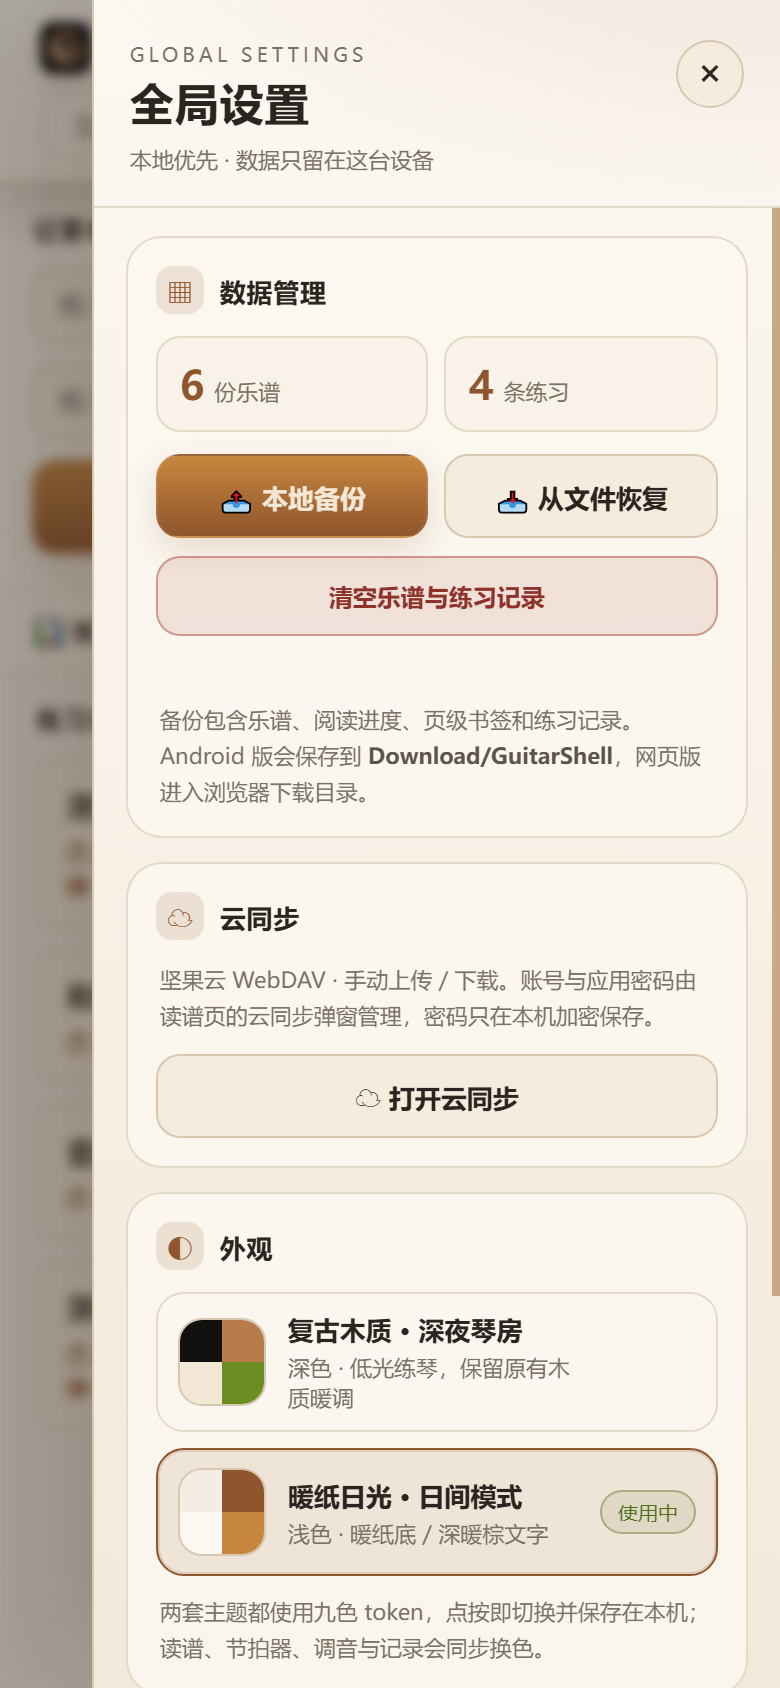 GLOBAL SETTINGS
全局设置
本地优先 · 数据只留在这台设备
数据管理
6 份乐谱
4 条练习
本地备份
从文件恢复
清空乐谱与练习记录
备份包含乐谱、阅读进度、页级书签和练习记录。
Android 版会保存到 Download/GuitarShell，网页版
进入浏览器下载目录。
云同步
坚果云 WebDAV · 手动上传 / 下载。账号与应用密码由
读谱页的云同步弹窗管理，密码只在本机加密保存。
打开云同步
外观
复古木质 • 深夜琴房
深色 · 低光练琴，保留原有木
质暖调
暖纸日光 • 日间模式
浅色 · 暖纸底 / 深暖棕文字
使用中
两套主题都使用九色 token，点按即切换并保存在本机；
读谱、节拍器、调音与记录会同步换色。